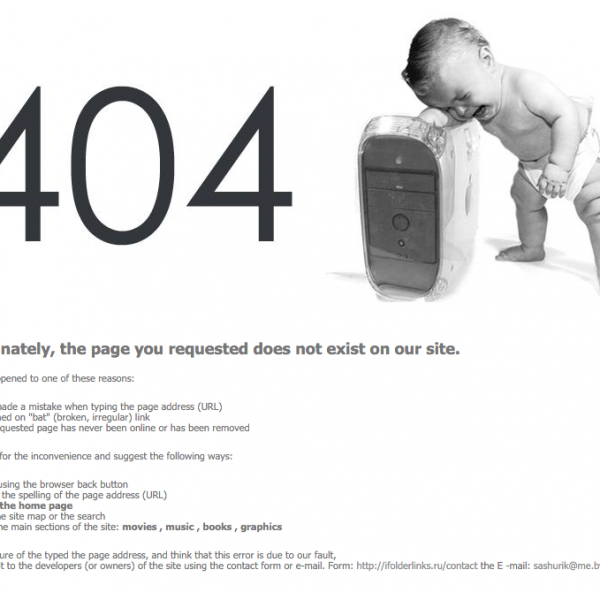 404
nately, the page you requested does not exist on our site.
ppened to one of these reasons:
made a mistake when typing the page address (URL)
ned on "bat" (broken, irregular) link
quested page has never been online or has been removed
for the inconvenience and suggest the following ways:
using the browser back button
the spelling of the page address (URL)
the home page
he site map or the search
he main sections of the site: movies , music , books , graphics
ure of the typed the page address, and think that this error is due to our fault,
t to the developers (or owners) of the site using the contact form or e-mail. Form: http://ifolderlinks.ru/contact the E -mail: sashurik@me.by